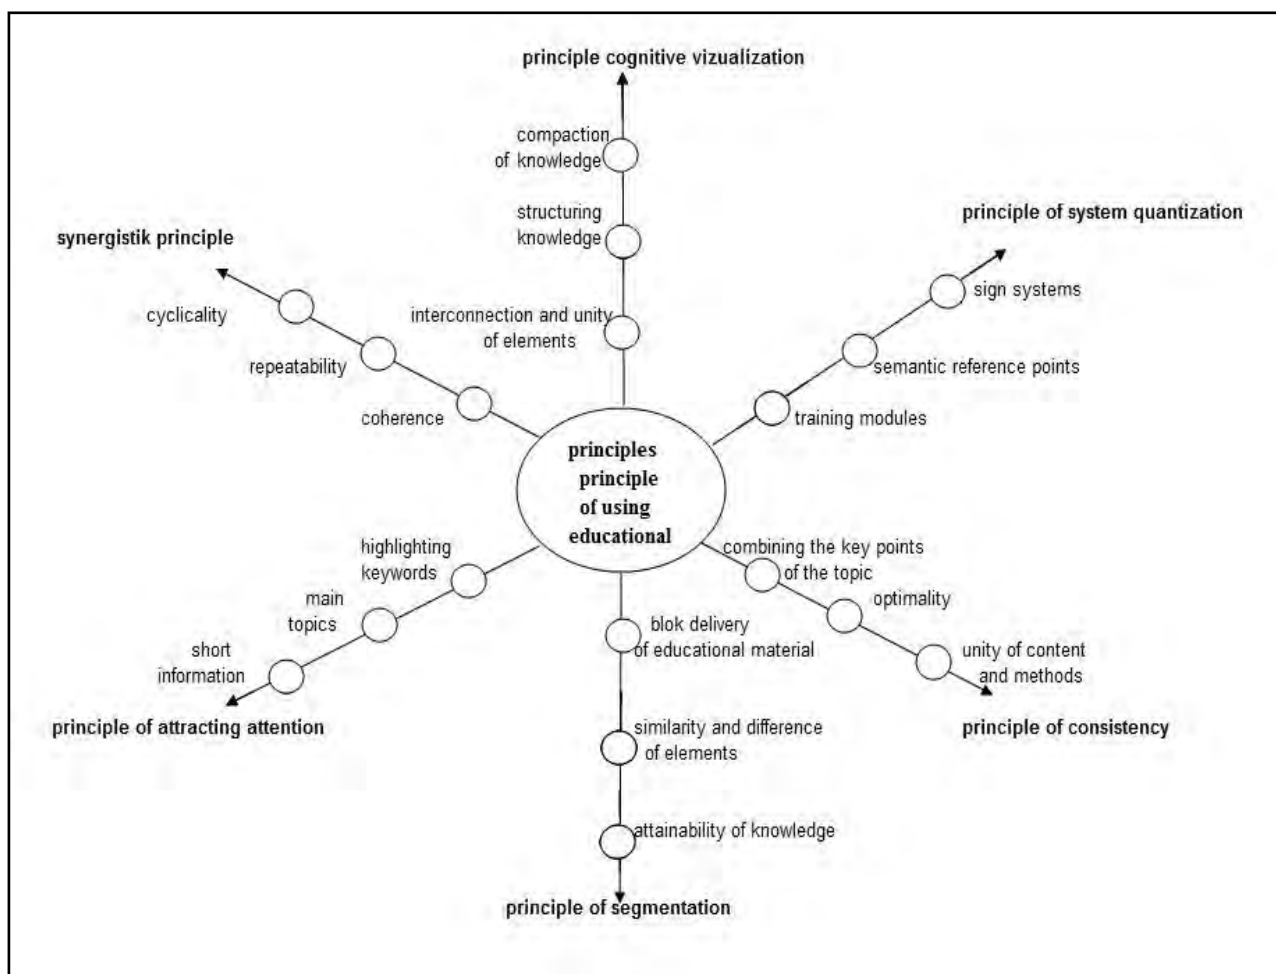 principle cognitive vizualization
compaction
of knowledge
structuring
knowledge
interconnection and unity
of elements
principle of system quantization
sign systems
semantic reference points
training modules
synergistik principle
cyclicality
repeatability
coherence
principles
principle
of using
educational
highlighting
keywords
main
topics
short
information
principle of attracting attention
combining the key points
of the topic
optimality
unity of content
and methods
principle of consistency
blok delivery
of educational material
similarity and difference
of elements
attainability of knowledge
principle of segmentation